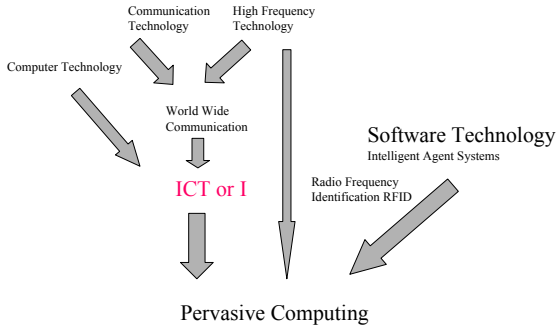 Communication
Technology
High Frequency
Technology
Computer Technology
World Wide
Communication
Software Technology
Intelligent Agent Systems
ICT or I
Radio Frequency
Identification RFID
Pervasive Computing